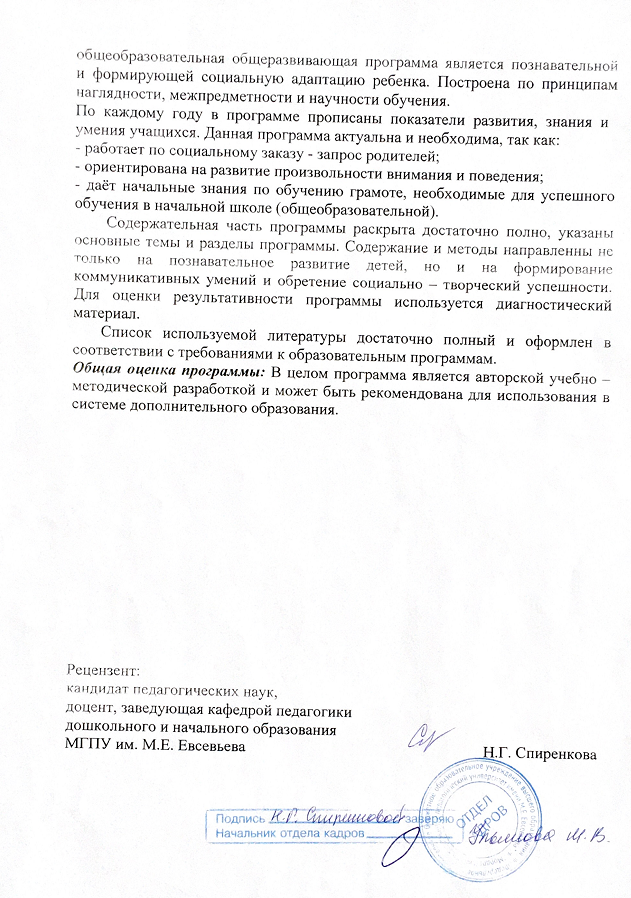 общеобразовательная общеразвивающая программа является познавательной
и формирующей социальную адаптацию ребенка. Построена по принципам
наглядности, межпредметности и научности обучения.
По каждому году в программе прописаны показатели развития, знания и
умения учащихся. Данная программа актуальна и необходима, так как:
- работает по социальному заказу - запрос родителей;
- ориентирована на развитие произвольности внимания и поведения;
- даёт начальные знания по обучению грамоте, необходимые для успешного
обучения в начальной школе (общеобразовательной).
Содержательная часть программы раскрыта достаточно полно, указаны
основные темы и разделы программы. Содержание и методы направленны не
только на познавательное развитие детей, но и на формирование
коммуникативных умений и обретение социально – творческий успешности.
Для оценки результативности программы используется диагностический
материал.
Список используемой литературы достаточно полный и оформлен в
соответствии с требованиями к образовательным программам.
Общая оценка программы: В целом программа является авторской учебно –
методической разработкой и может быть рекомендована для использования в
системе дополнительного образования.
Рецензент:
кандидат педагогических наук,
доцент, заведующая кафедрой педагогики
дошкольного и начального образования
МГПУ им. М.Е. Евсевьева
Н.Г. Спиренкова
Подпись Н.Г. Спиренковой заверяю
Начальник отдела кадров
ОТДЕЛ
КАДРОВ
М.В.